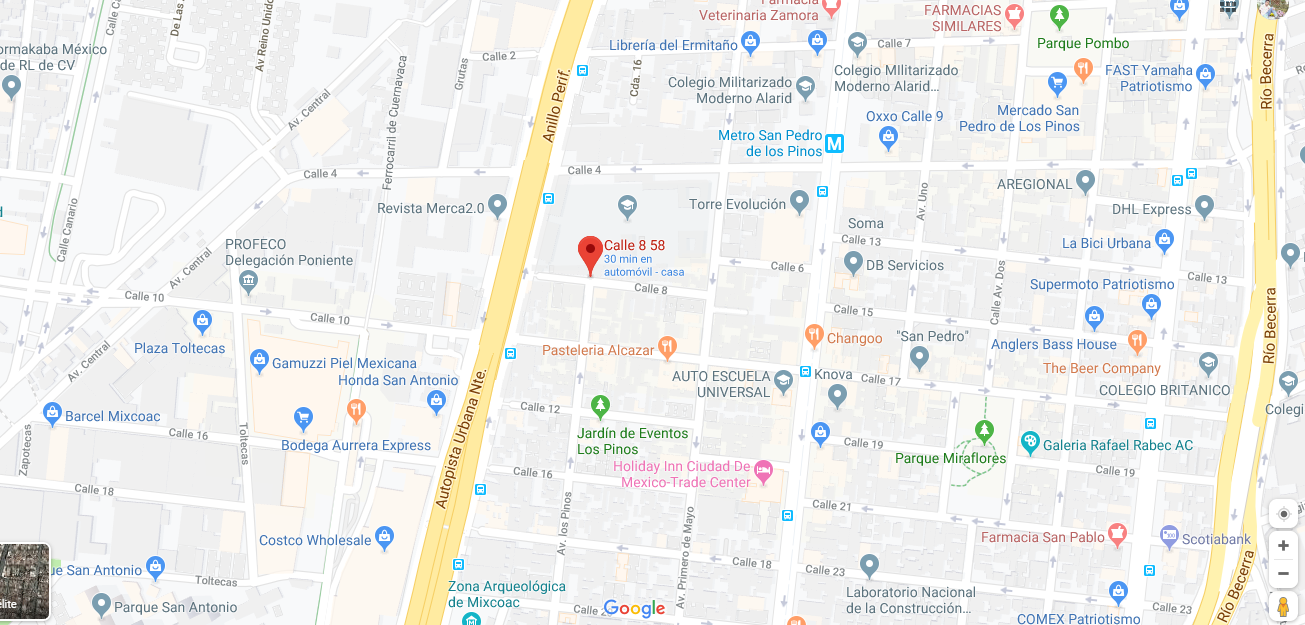 De Las
Calle Ca
Av Reino Unido
ormakaba México
de RL de CV
Grutas
Calle 2
Anillo Perif.
Cda. 16
Farmacia
Veterinaria Zamora
Librería del Ermitaño
FARMACIAS
SIMILARES
Calle 7
Parque Pombo
Río Becerra
Colegio Militarizado
Moderno Alarid
Colegio MIlitarizado
Moderno Alarid...
FAST Yamaha
Patriotismo
Mercado San
Pedro de Los Pinos
Oxxo Calle 9
Metro San Pedro
de los Pinos
M
Av. Central
Ferrocarril de Cuernavaca
Calle 4
Calle 4
AREGIONAL
Av. Uno
Revista Merca2.0
Torre Evolución
DHL Express
Calle Canario
Soma
Calle 13
La Bici Urbana
PROFECO
Delegación Poniente
Av. Central
Calle 8 58
30 min en
automóvil - casa
Calle 6
DB Servicios
Calle Av. Dos
Calle 13
Supermoto Patriotismo
Calle 8
Calle 10
Calle 10
Calle 15
Anglers Bass House
Río Becerra
Plaza Toltecas
"San Pedro"
Changoo
Pasteleria Alcazar
Gamuzzi Piel Mexicana
Honda San Antonio
Av. Central
AUTO ESCUELA
UNIVERSAL
Knova
Calle 17
The Beer Company
COLEGIO BRITANICO
Autopista Urbana Nte.
Barcel Mixcoac
Calle 12
Colegio
Bodega Aurrera Express
Calle 16
Toltecas
Zapotecas
Jardín de Eventos
Los Pinos
Calle 19
Parque Miraflores
Galeria Rafael Rabec AC
Calle 19
Holiday Inn Ciudad De
Mexico-Trade Center
Calle 16
Calle 18
Calle 21
Av. los Pinos
Av. Primero de Mayo
Costco Wholesale
Farmacia San Pablo
Scotiabank
Calle 18
que San Antonio
Toltecas
Zona Arqueológica
de Mixcoac
Calle 23
Laboratorio Nacional
de la Construcción...
Río Becerra
élite
Parque San Antonio
Google
COMEX Patriotismo
Calle 23